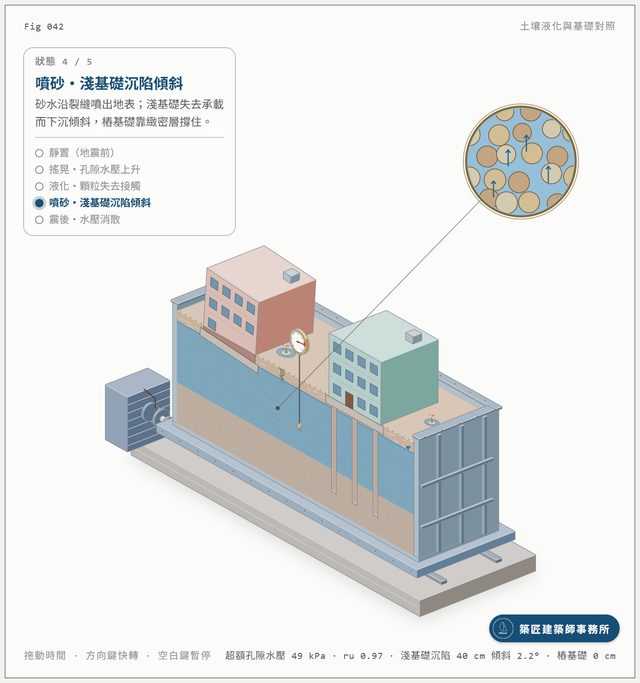 Fig 042
土壤液化與基礎對照
狀態 4 / 5
噴砂・淺基礎沉陷傾斜
砂水沿裂縫噴出地表；淺基礎失去承載
而下沉傾斜，樁基礎靠緻密層撐住。
靜置（地震前）
搖晃・孔隙水壓上升
液化・顆粒失去接觸
噴砂・淺基礎沉陷傾斜
震後・水壓消散
築匠建築師事務所
拖動時間 · 方向鍵快轉 · 空白鍵暫停
超額孔隙水壓 49 kPa · ru 0.97 · 淺基礎沉陷 40 cm 傾斜 2.2° · 樁基礎 0 cm